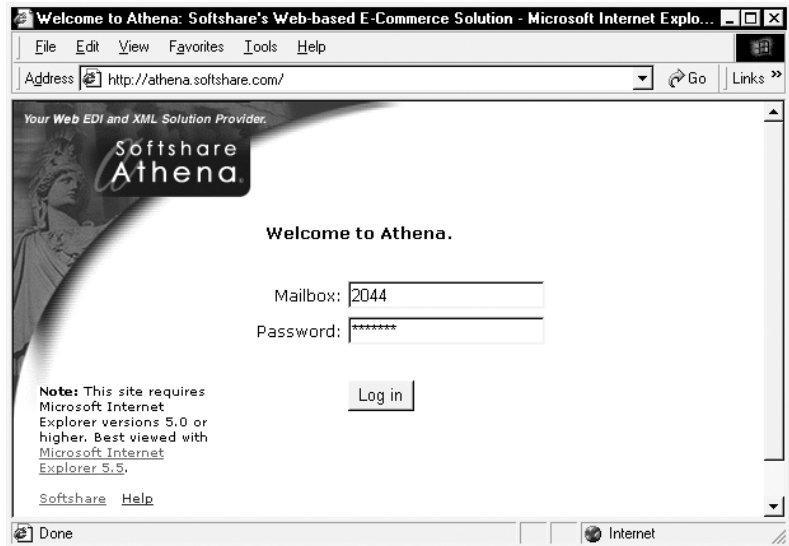 Welcome to Athena: Softshare's Web-based E-Commerce Solution - Microsoft Internet Explo...
File Edit View Favorites Tools Help
Address http://athena.softshare.com/ Go Links »
Your Web EDI and XML Solution Provider.
Softshare
Athena.
Welcome to Athena.
Mailbox: 2044
Password: *******
Log in
Note: This site requires
Microsoft Internet
Explorer versions 5.0 or
higher. Best viewed with
Microsoft Internet
Explorer 5.5.
Softshare Help
Done Internet